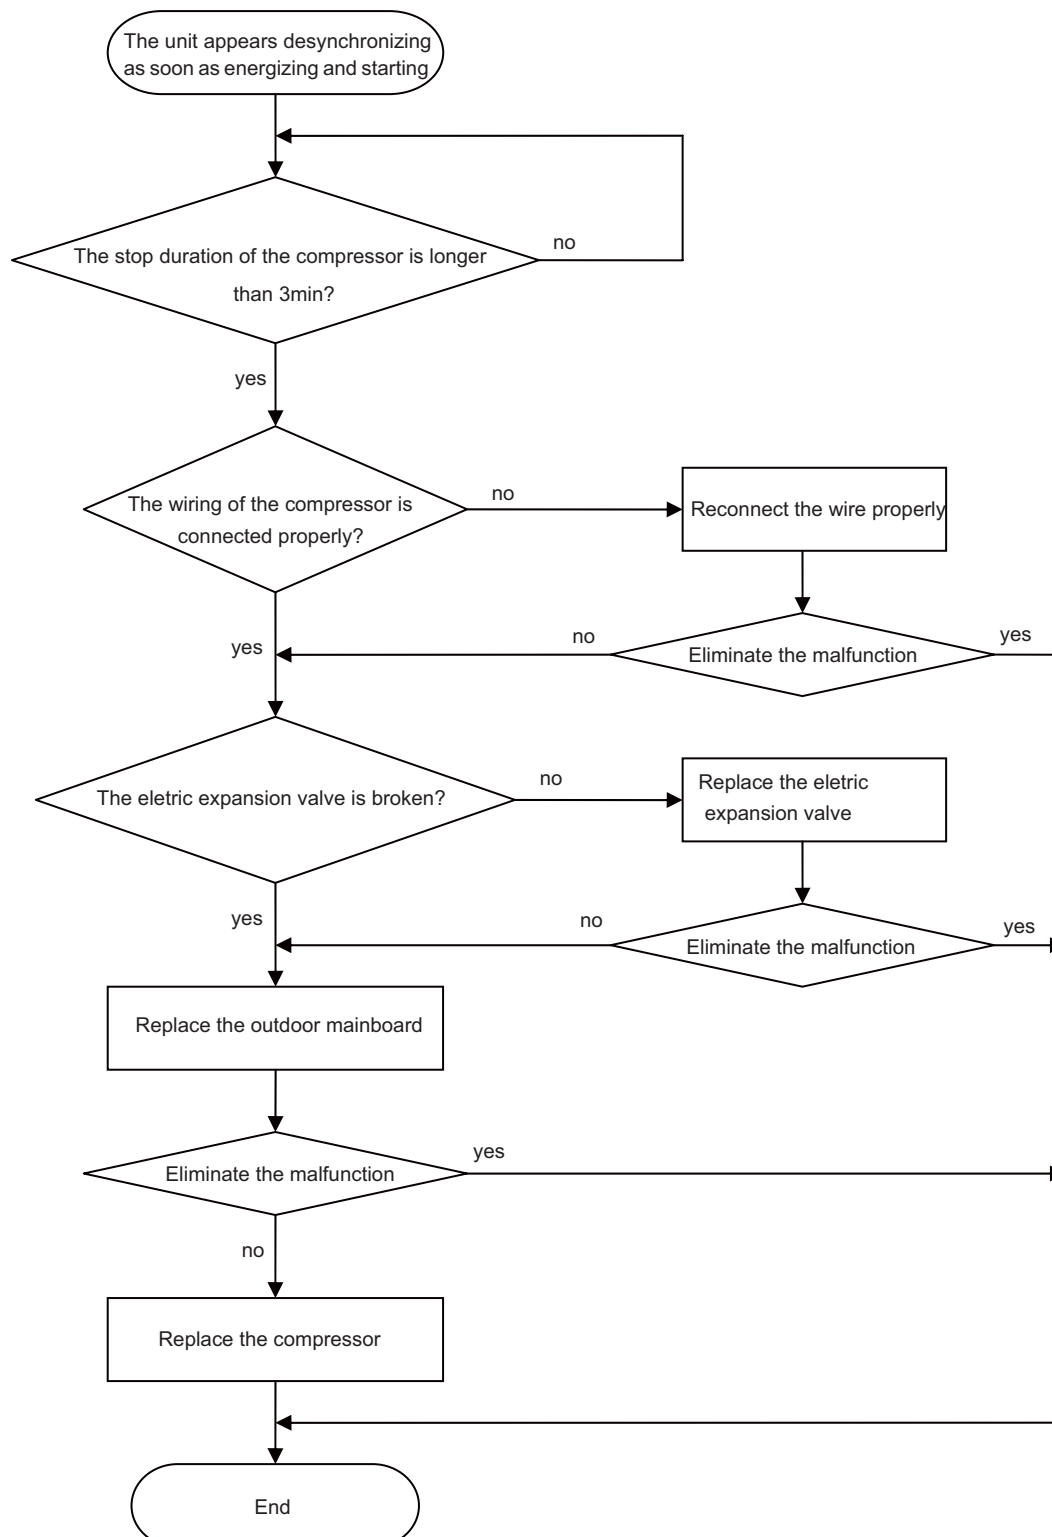 The unit appears desynchronizing
as soon as energizing and starting
no
The stop duration of the compressor is longer
than 3min?
yes
The wiring of the compressor is
connected properly?
no
Reconnect the wire properly
yes
no
Eliminate the malfunction
yes
The eletric expansion valve is broken?
no
Replace the eletric
expansion valve
yes
no
Eliminate the malfunction
yes
Replace the outdoor mainboard
Eliminate the malfunction
yes
no
Replace the compressor
End